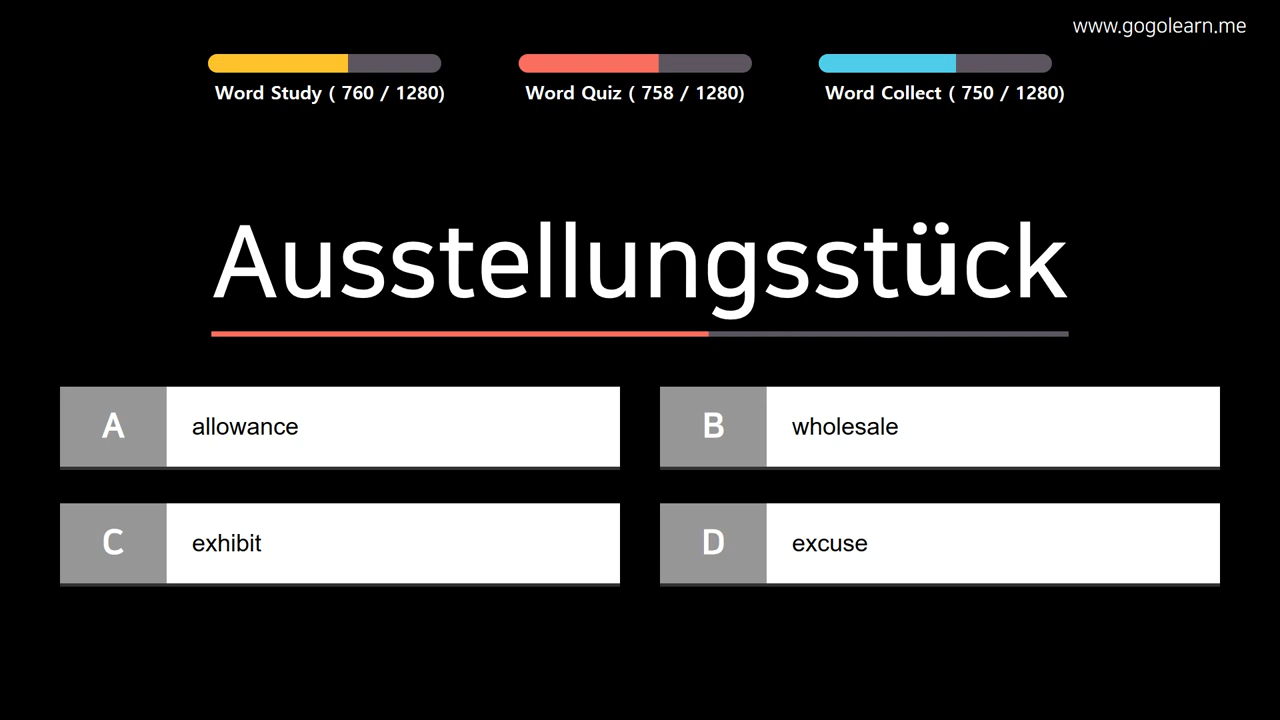 www.gogolearn.me
Word Study ( 760 / 1280)
Word Quiz ( 758 / 1280)
Word Collect ( 750 / 1280)
Ausstellungsstück
A allowance
B wholesale
C exhibit
D excuse